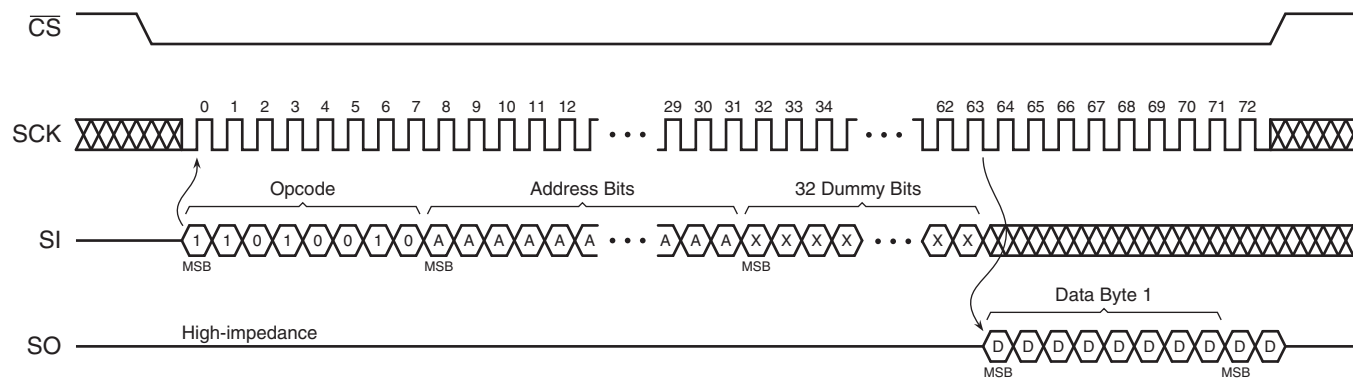 CS
0 1 2 3 4 5 6 7 8 9 10 11 12 29 30 31 32 33 34 62 63 64 65 66 67 68 69 70 71 72
SCK
Opcode Address Bits 32 Dummy Bits
SI 1 1 0 1 0 0 1 0 A A A A A A A A A X X X X X X
MSB MSB MSB
Data Byte 1
High-impedance
SO D D D D D D D D D D
MSB MSB